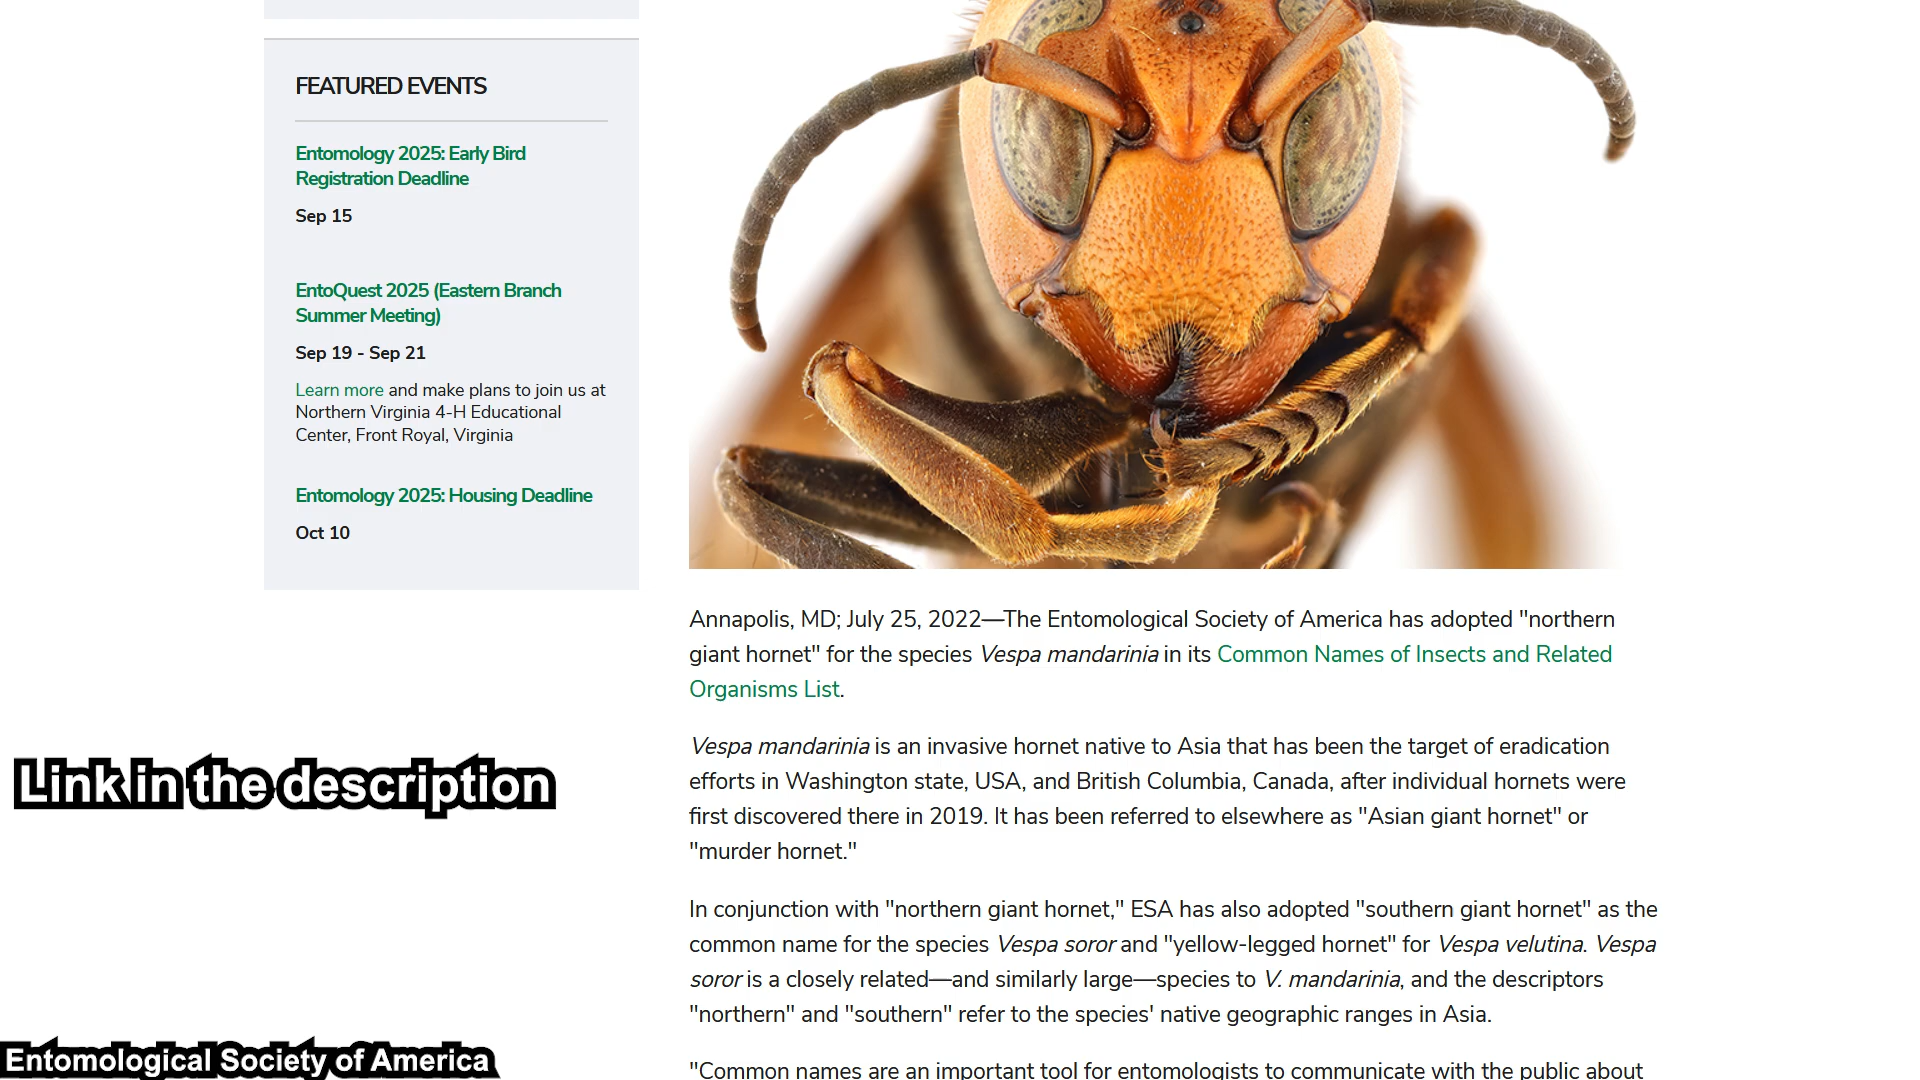 FEATURED EVENTS
Entomology 2025: Early Bird
Registration Deadline
Sep 15
EntoQuest 2025 (Eastern Branch
Summer Meeting)
Sep 19 - Sep 21
Learn more and make plans to join us at
Northern Virginia 4-H Educational
Center, Front Royal, Virginia
Entomology 2025: Housing Deadline
Oct 10
Link in the description
Entomological Society of America
Annapolis, MD; July 25, 2022—The Entomological Society of America has adopted "northern
giant hornet" for the species Vespa mandarinia in its Common Names of Insects and Related
Organisms List.
Vespa mandarinia is an invasive hornet native to Asia that has been the target of eradication
efforts in Washington state, USA, and British Columbia, Canada, after individual hornets were
first discovered there in 2019. It has been referred to elsewhere as "Asian giant hornet" or
"murder hornet."
In conjunction with "northern giant hornet," ESA has also adopted "southern giant hornet" as the
common name for the species Vespa soror and "yellow-legged hornet" for Vespa velutina. Vespa
soror is a closely related—and similarly large—species to V. mandarinia, and the descriptors
"northern" and "southern" refer to the species' native geographic ranges in Asia.
"Common names are an important tool for entomologists to communicate with the public about